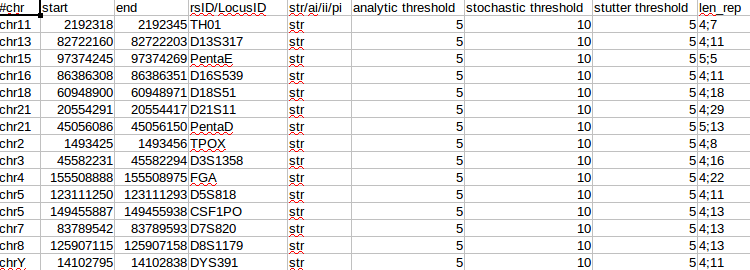 #chr start end rsID/LocusID str/ai/ii/pi analytic threshold stochastic threshold stutter threshold len_rep
chr11 2192318 2192345 TH01 str 5 10 5 4;7
chr13 82722160 82722203 D13S317 str 5 10 5 4;11
chr15 97374245 97374269 PentaE str 5 10 5 5;5
chr16 86386308 86386351 D16S539 str 5 10 5 4;11
chr18 60948900 60948971 D18S51 str 5 10 5 4;18
chr21 20554291 20554417 D21S11 str 5 10 5 4;29
chr21 45056086 45056150 PentaD str 5 10 5 5;13
chr2 1493425 1493456 TPOX str 5 10 5 4;8
chr3 45582231 45582294 D3S1358 str 5 10 5 4;16
chr4 155508888 155508975 FGA str 5 10 5 4;22
chr5 123111250 123111293 D5S818 str 5 10 5 4;11
chr5 149455887 149455938 CSF1PO str 5 10 5 4;13
chr7 83789542 83789593 D7S820 str 5 10 5 4;13
chr8 125907115 125907158 D8S1179 str 5 10 5 4;13
chrY 14102795 14102838 DYS391 str 5 10 5 4;11